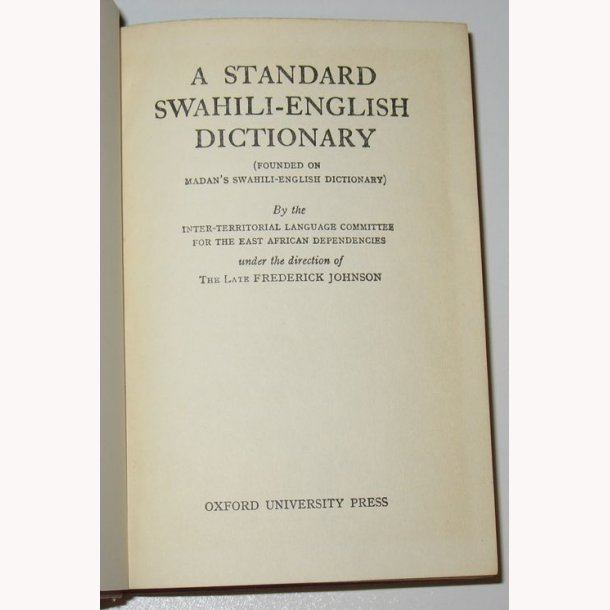 A STANDARD
SWAHILI-ENGLISH
DICTIONARY
(FOUNDED ON
MADAN'S SWAHILI-ENGLISH DICTIONARY)
By the
INTER-TERRITORIAL LANGUAGE COMMITTEE
FOR THE EAST AFRICAN DEPENDENCIES
under the direction of
THE LATE FREDERICK JOHNSON
OXFORD UNIVERSITY PRESS